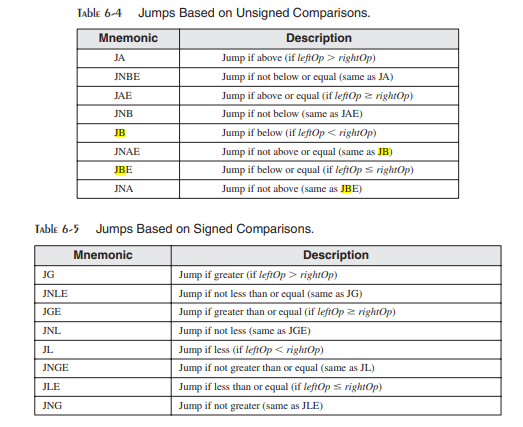 TABLE 6-4 Jumps Based on Unsigned Comparisons.
Mnemonic Description
JA Jump if above (if leftOp > rightOp)
JNBE Jump if not below or equal (same as JA)
JAE Jump if above or equal (if leftOp ≥ rightOp)
JNB Jump if not below (same as JAE)
JB Jump if below (if leftOp < rightOp)
JNAE Jump if not above or equal (same as JB)
JBE Jump if below or equal (if leftOp ≤ rightOp)
JNA Jump if not above (same as JBE)
TABLE 6-5 Jumps Based on Signed Comparisons.
Mnemonic Description
JG Jump if greater (if leftOp > rightOp)
JNLE Jump if not less than or equal (same as JG)
JGE Jump if greater than or equal (if leftOp ≥ rightOp)
JNL Jump if not less (same as JGE)
JL Jump if less (if leftOp < rightOp)
JNGE Jump if not greater than or equal (same as JL)
JLE Jump if less than or equal (if leftOp ≤ rightOp)
JNG Jump if not greater (same as JLE)